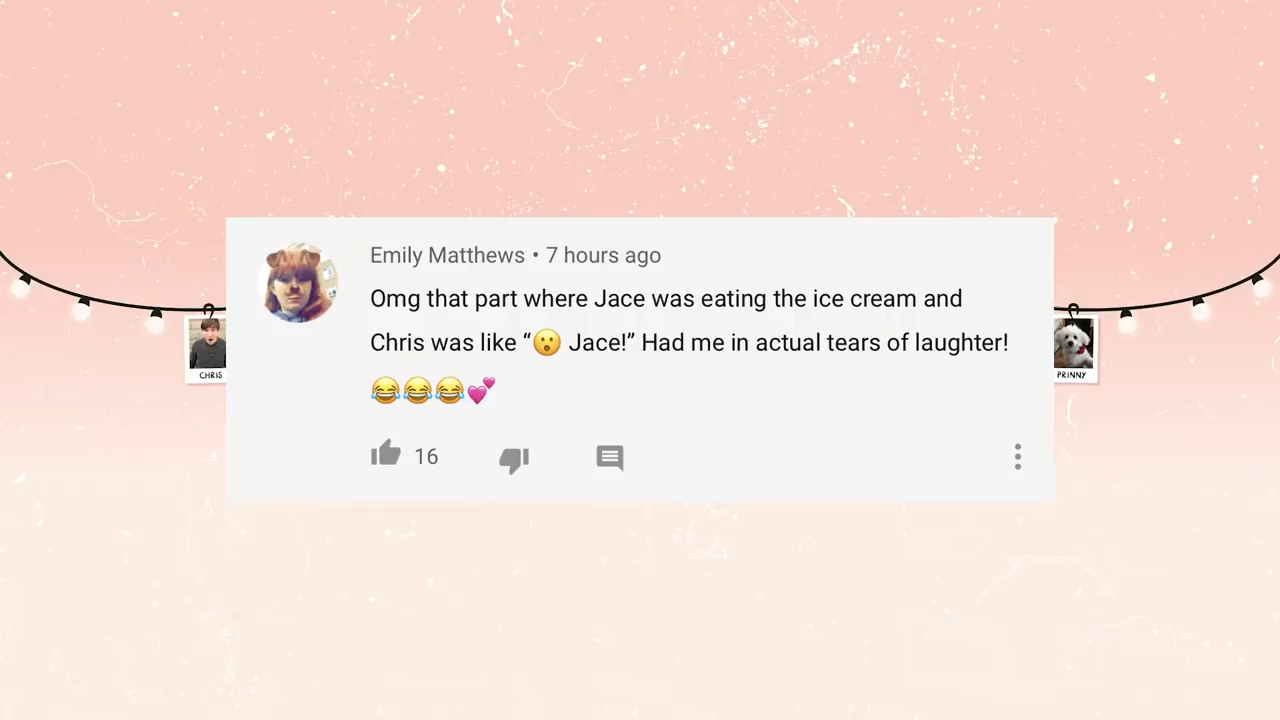 Emily Matthews • 7 hours ago
Omg that part where Jace was eating the ice cream and
Chris was like “😮 Jace!” Had me in actual tears of laughter!
😂😂😂💕
16
CHRIS
PRINNY